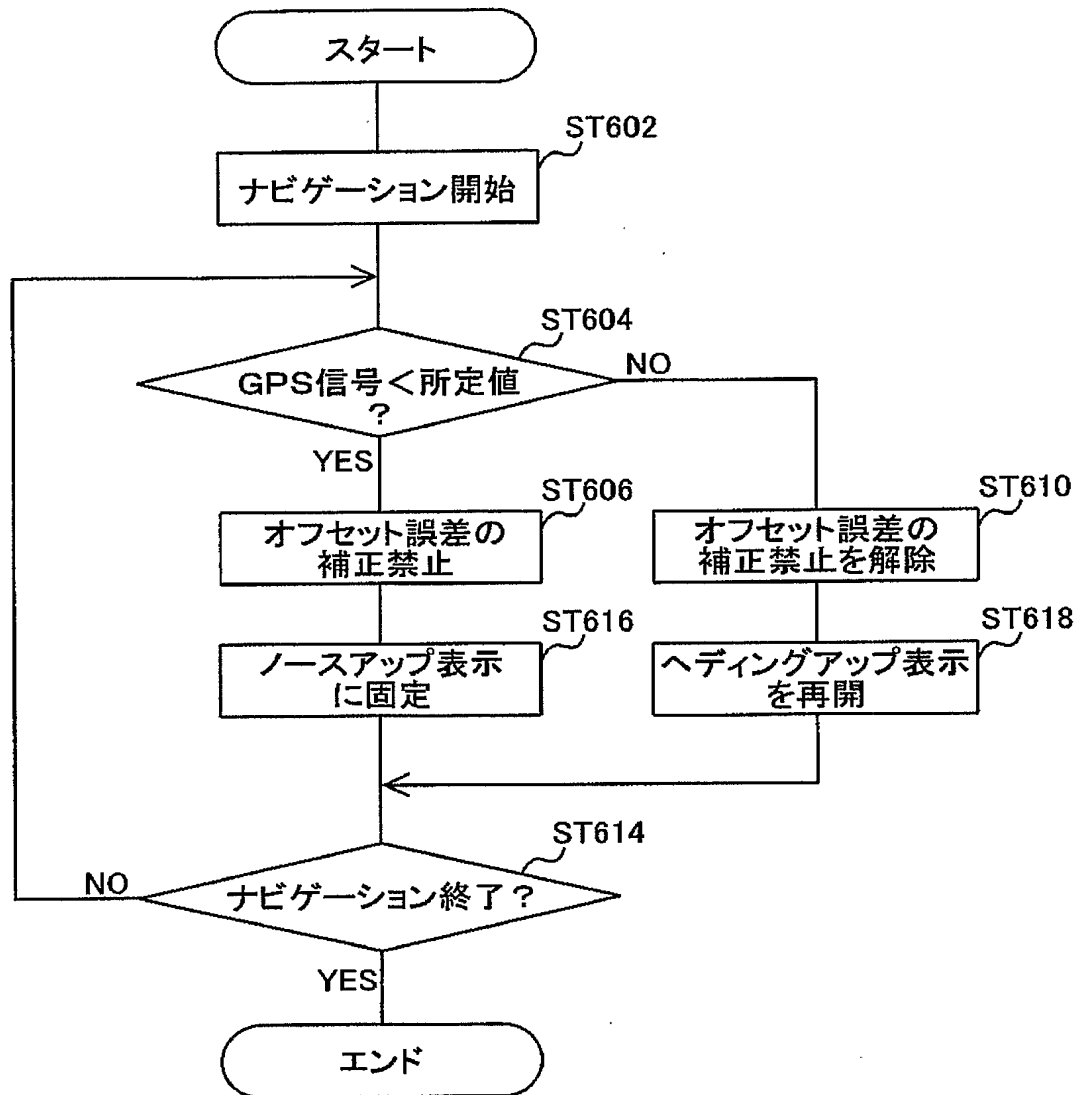 スタート
ST602
ナビゲーション開始
ST604
GPS信号<所定値
?
NO
YES
ST606
オフセット誤差の
補正禁止
ST610
オフセット誤差の
補正禁止を解除
ST616
ノースアップ表示
に固定
ST618
ヘディングアップ表示
を再開
ST614
ナビゲーション終了?
NO
YES
エンド